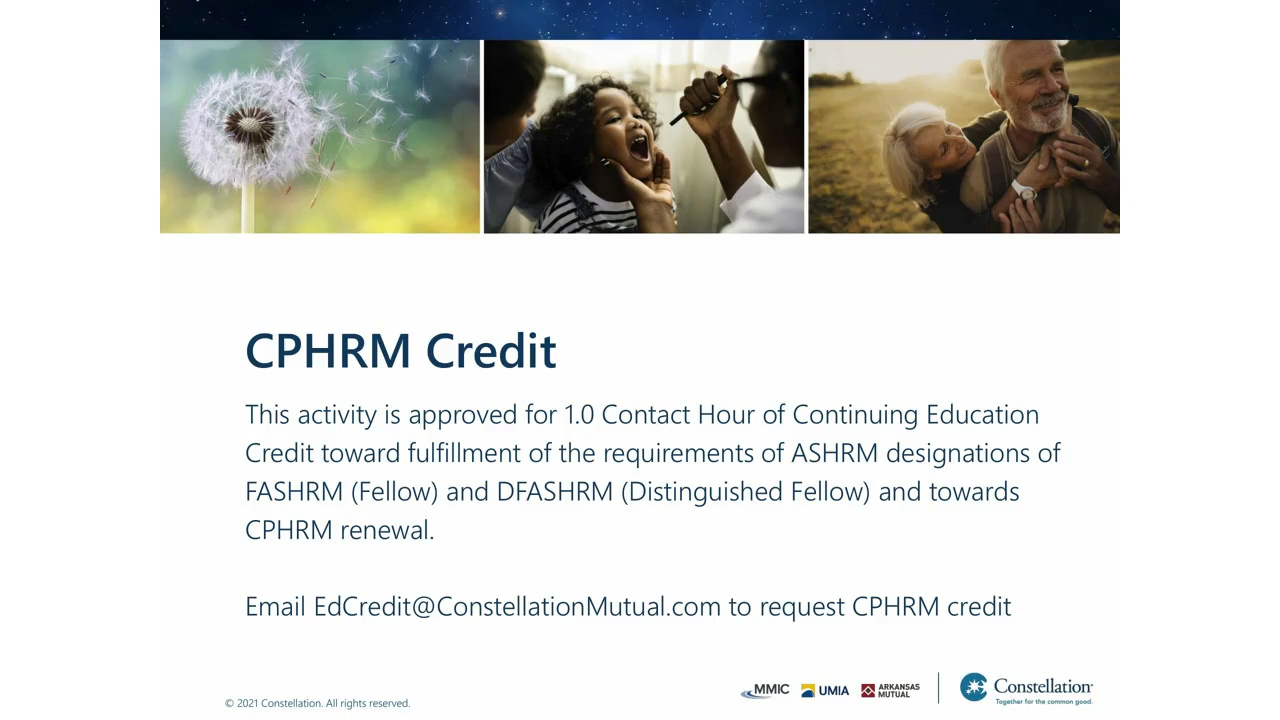 CPHRM Credit
This activity is approved for 1.0 Contact Hour of Continuing Education
Credit toward fulfillment of the requirements of ASHRM designations of
FASHRM (Fellow) and DFASHRM (Distinguished Fellow) and towards
CPHRM renewal.
Email EdCredit@ConstellationMutual.com to request CPHRM credit
© 2021 Constellation. All rights reserved.
MMIC
UMIA
ARKANSAS
MUTUAL
Constellation
Together for the common good.